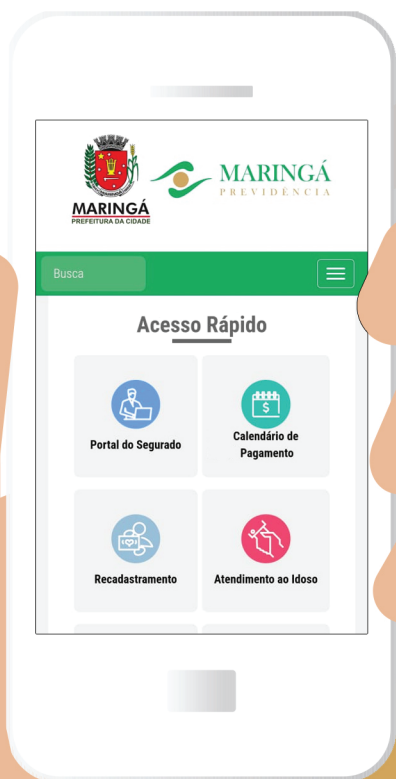 MARINGÁ
PREFEITURA DA CIDADE
MARINGÁ
PREVIDÊNCIA
Busca
Acesso Rápido
Portal do Segurado
Calendário de
Pagamento
Recadastramento
Atendimento ao Idoso